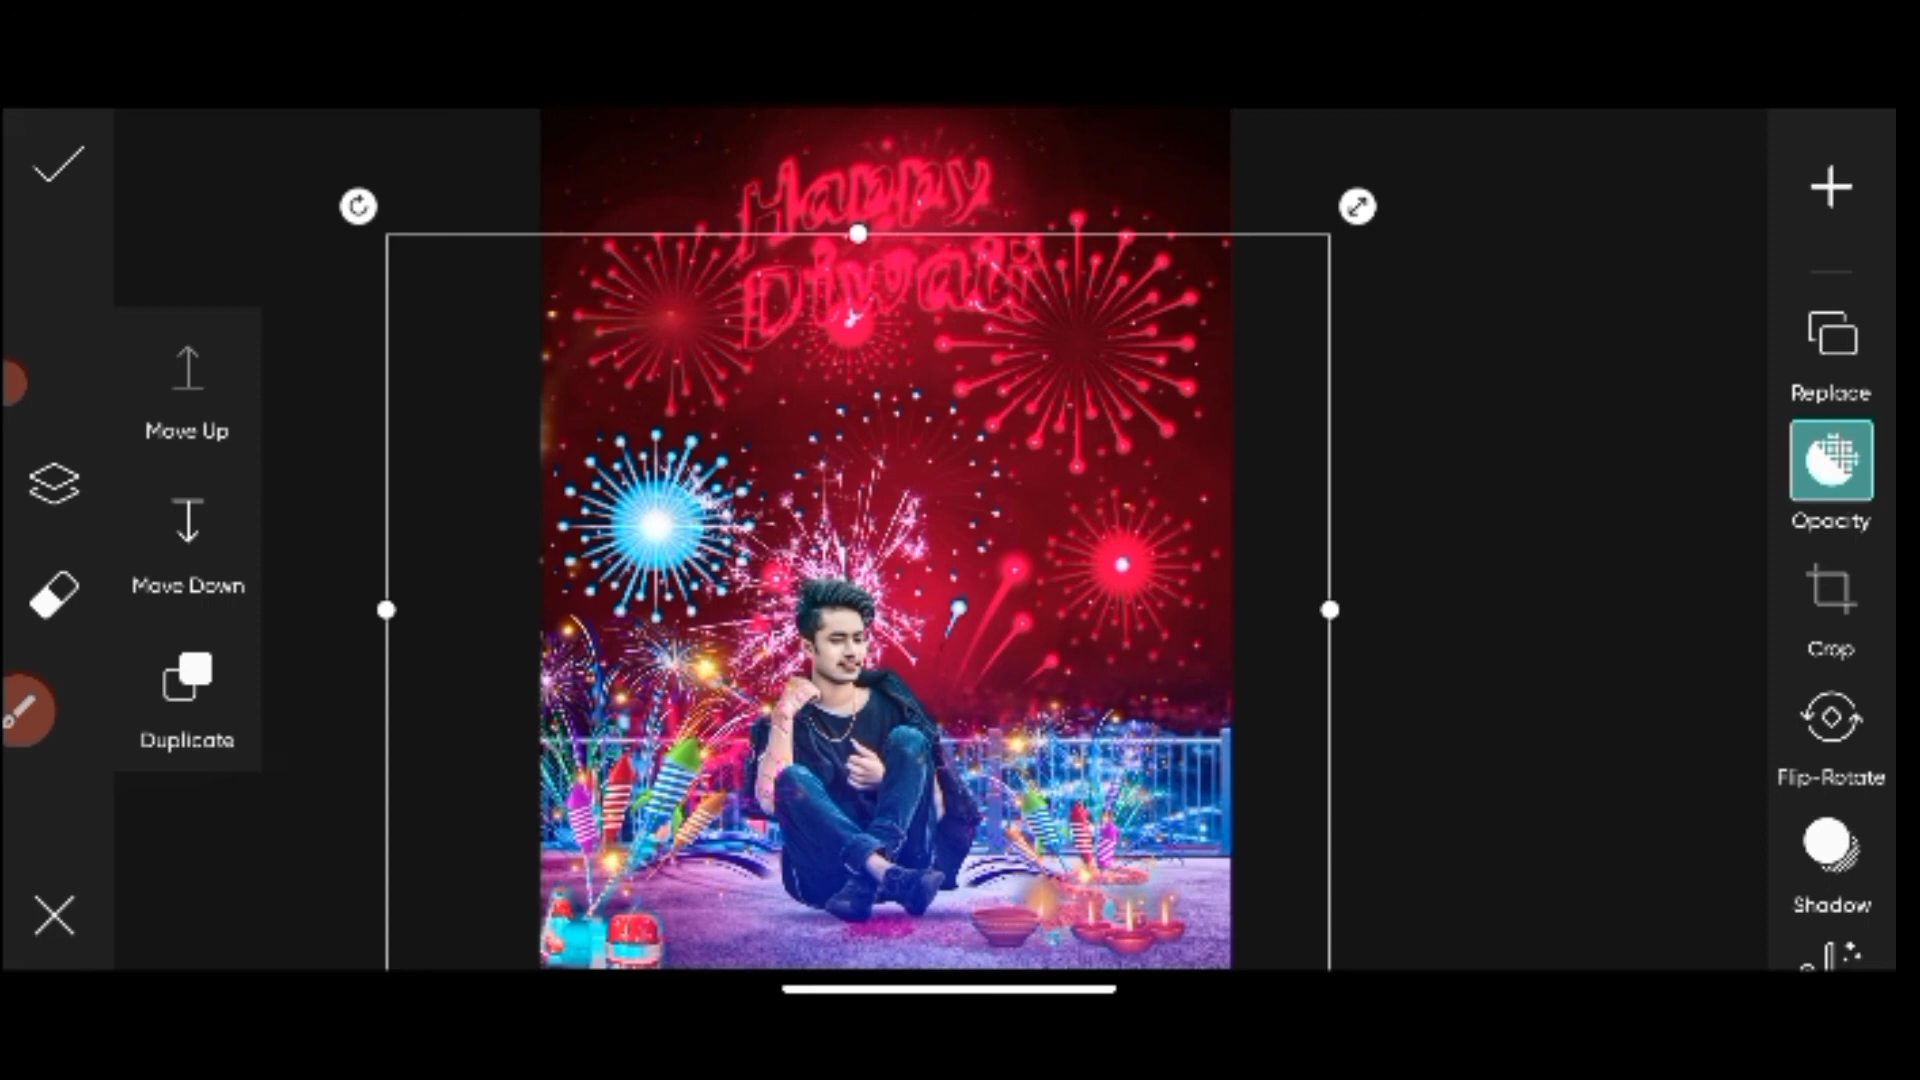 Happy
Diwali
Move Up
Move Down
Duplicate
Replace
Opacity
Crop
Flip-Rotate
Shadow